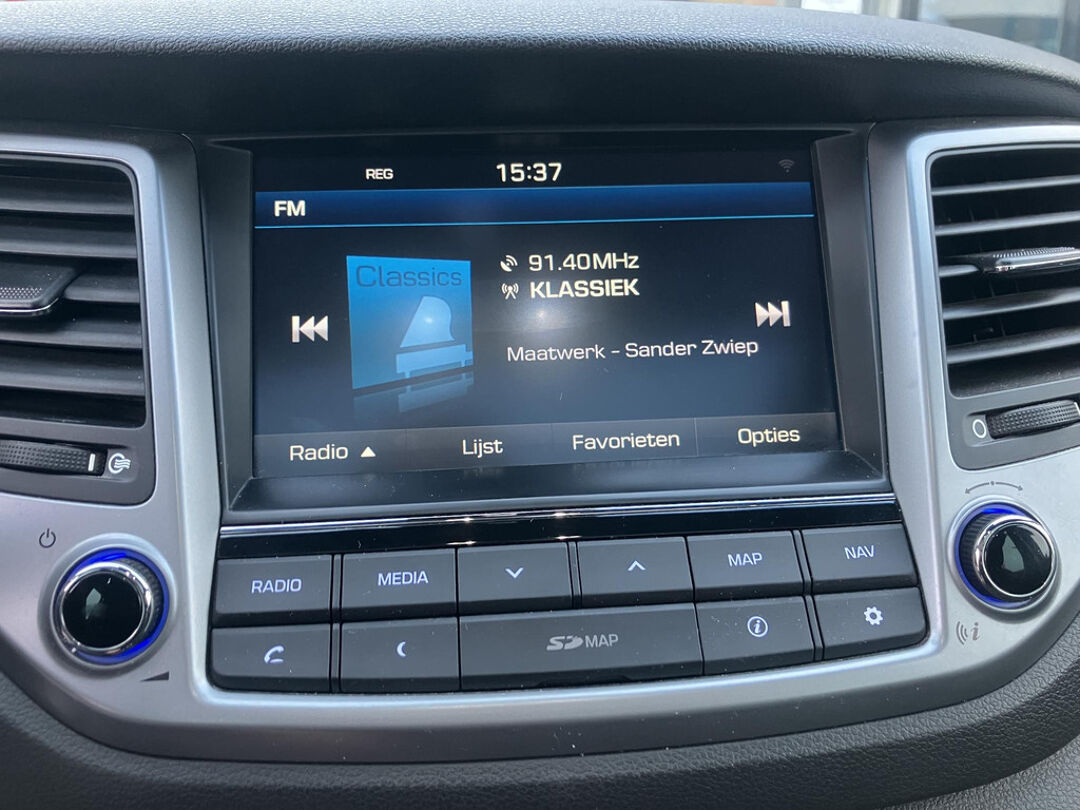 REG 15:37
FM
Classics
91.40MHz
KLASSIEK
Maatwerk - Sander Zwiep
Radio ▲ Lijst Favorieten Opties
RADIO MEDIA MAP NAV
SD MAP